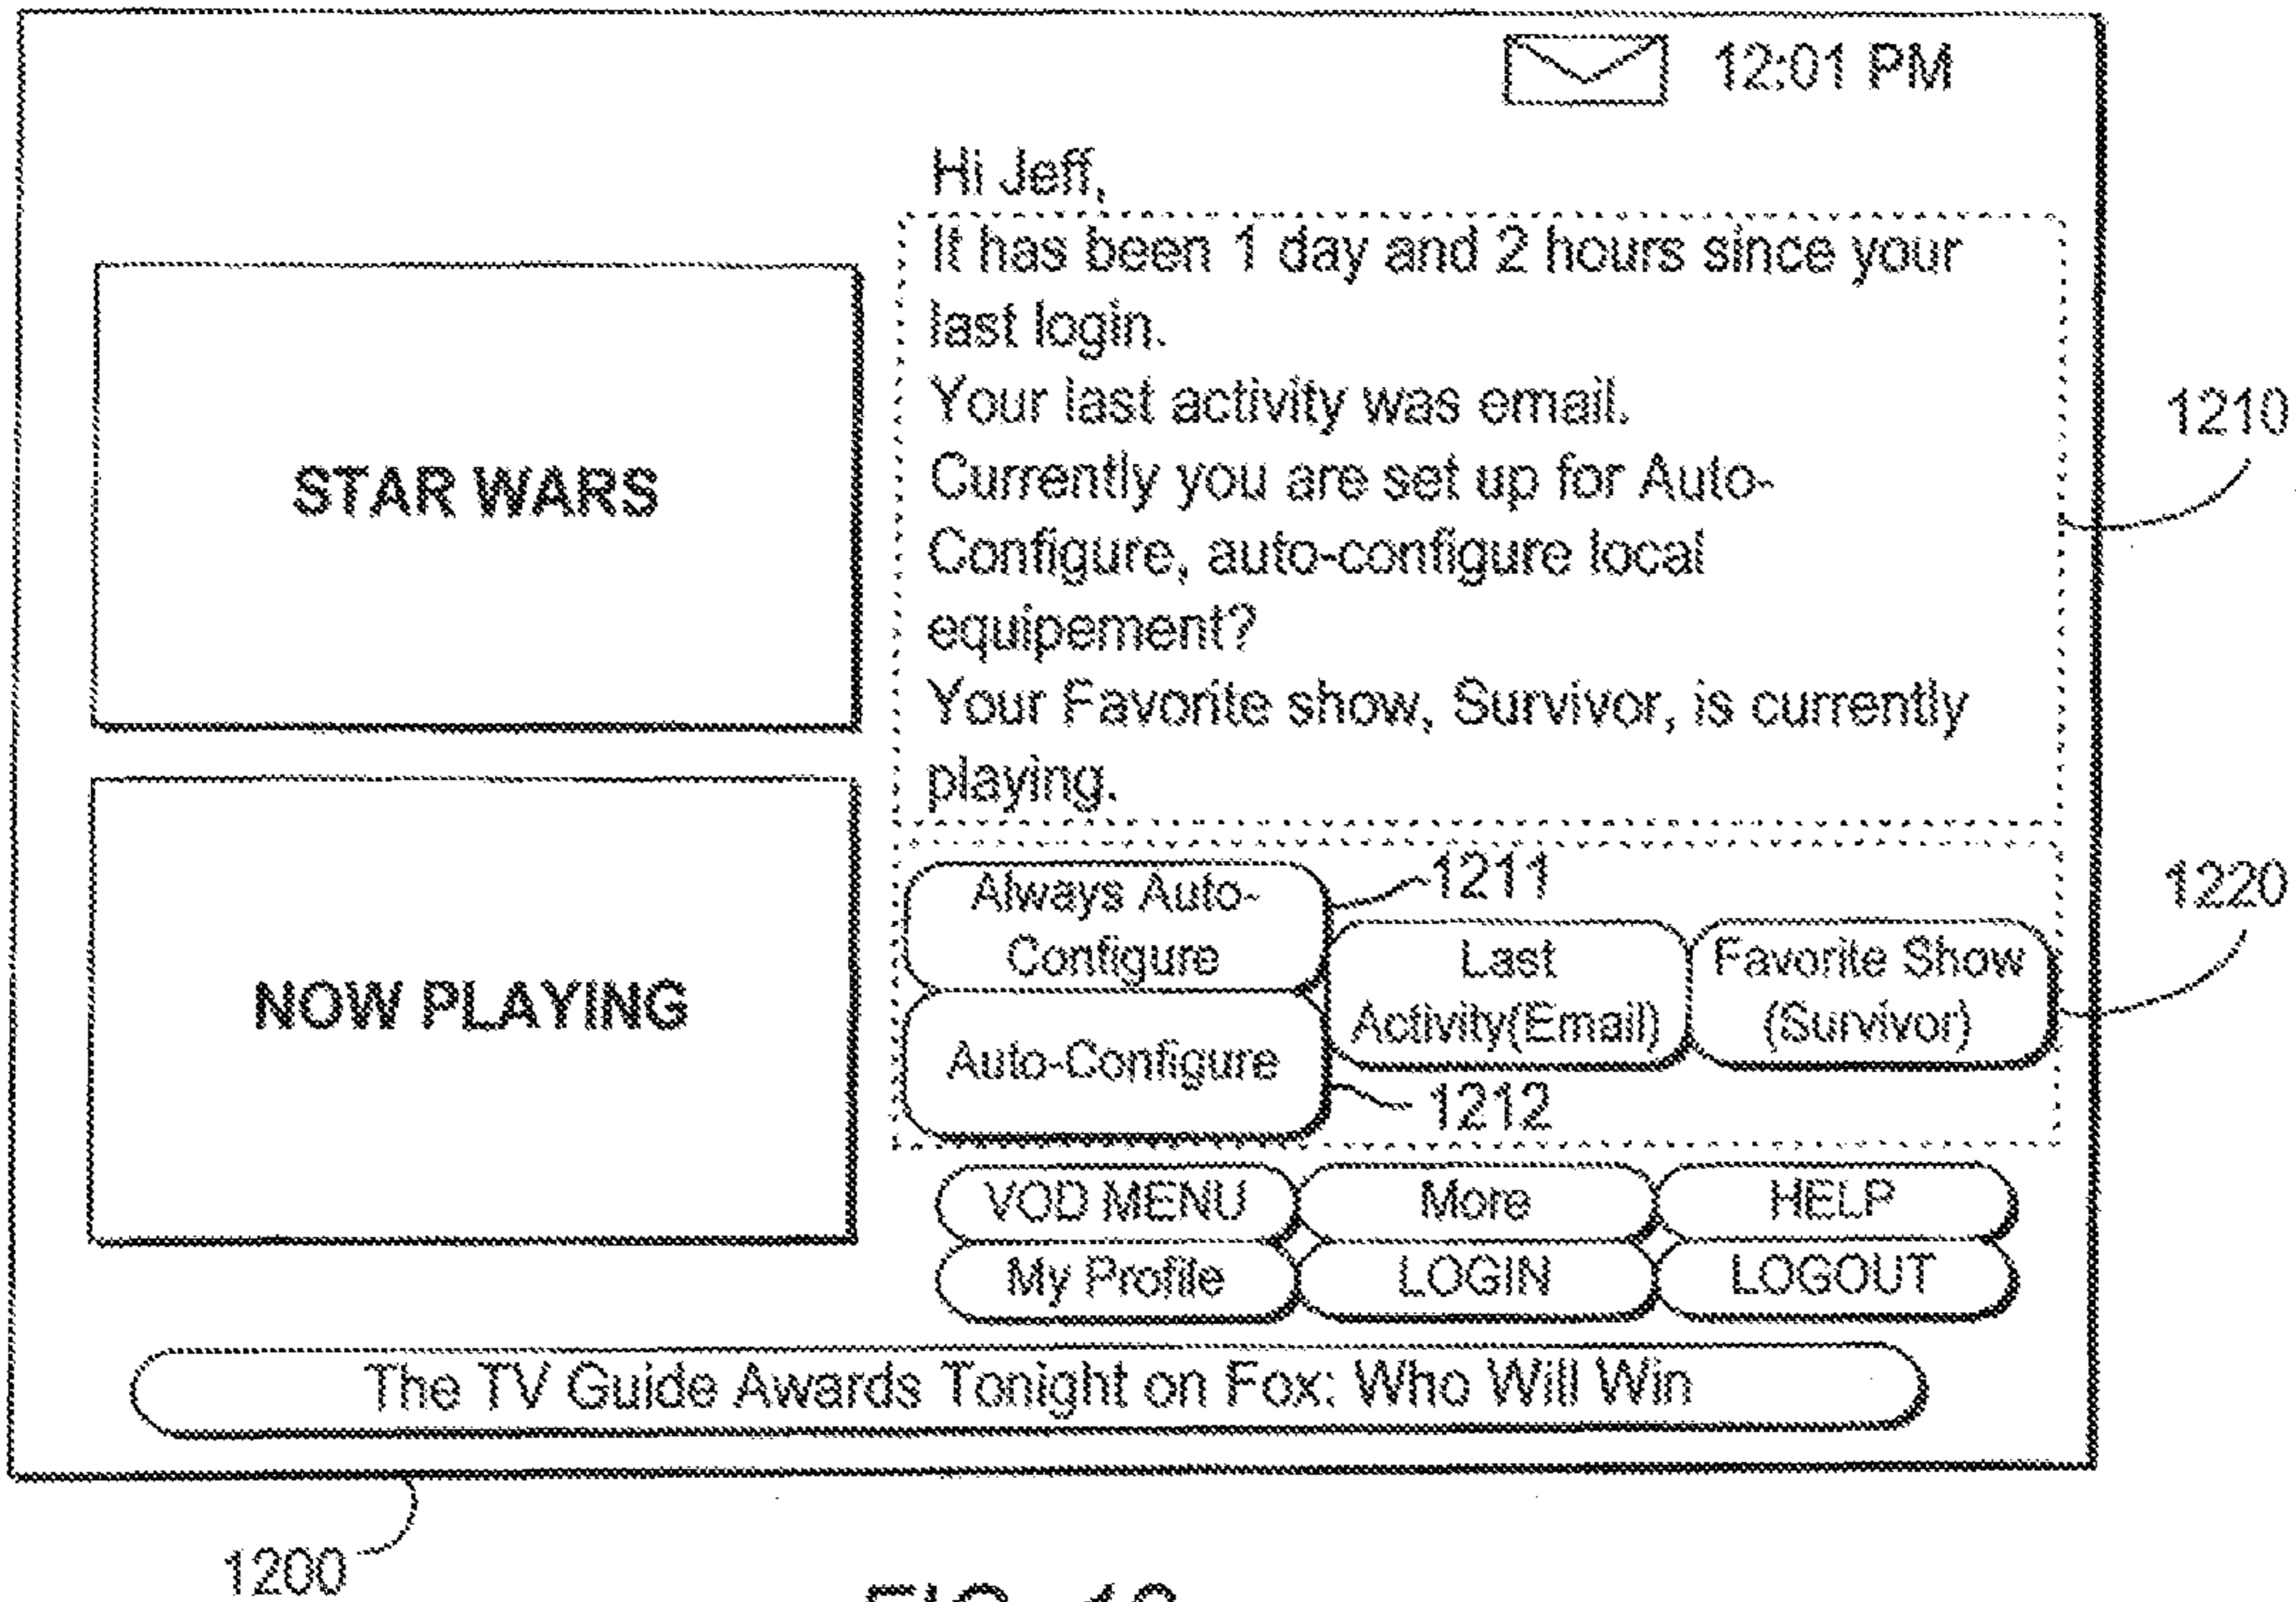 12:01 PM
Hi Jeff,
It has been 1 day and 2 hours since your
last login.
Your last activity was email.
Currently you are set up for Auto-
Configure, auto-configure local
equipement?
Your Favorite show, Survivor, is currently
playing.
1210
STAR WARS
NOW PLAYING
Always Auto-
Configure
1211
Auto-Configure
1212
Last
Activity(Email)
Favorite Show
(Survivor)
1220
VOD MENU
More
HELP
My Profile
LOGIN
LOGOUT
The TV Guide Awards Tonight on Fox: Who Will Win
1200